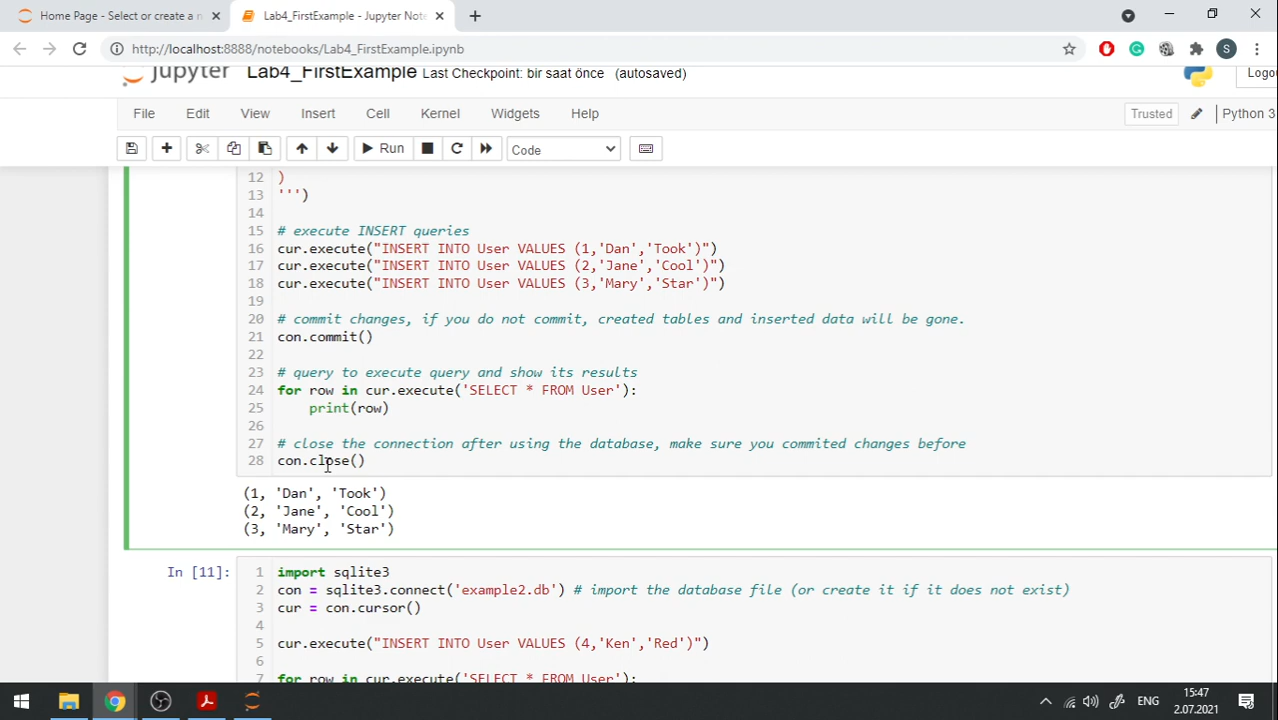 Home Page - Select or create a n
Lab4_FirstExample - Jupyter Note
http://localhost:8888/notebooks/Lab4_FirstExample.ipynb
S
Jupyter Lab4_FirstExample Last Checkpoint: bir saat önce (autosaved)
Logo
File Edit View Insert Cell Kernel Widgets Help
Trusted
Python 3
Run
Code
12 )
13 ''')
14
15 # execute INSERT queries
16 cur.execute("INSERT INTO User VALUES (1,'Dan','Took')")
17 cur.execute("INSERT INTO User VALUES (2,'Jane','Cool')")
18 cur.execute("INSERT INTO User VALUES (3,'Mary','Star')")
19
20 # commit changes, if you do not commit, created tables and inserted data will be gone.
21 con.commit()
22
23 # query to execute query and show its results
24 for row in cur.execute('SELECT * FROM User'):
25     print(row)
26
27 # close the connection after using the database, make sure you commited changes before
28 con.close()
(1, 'Dan', 'Took')
(2, 'Jane', 'Cool')
(3, 'Mary', 'Star')
In [11]:
1 import sqlite3
2 con = sqlite3.connect('example2.db') # import the database file (or create it if it does not exist)
3 cur = con.cursor()
4
5 cur.execute("INSERT INTO User VALUES (4,'Ken','Red')")
6
7 for row in cur.execute('SELECT * FROM User'):
ENG
15:47
2.07.2021